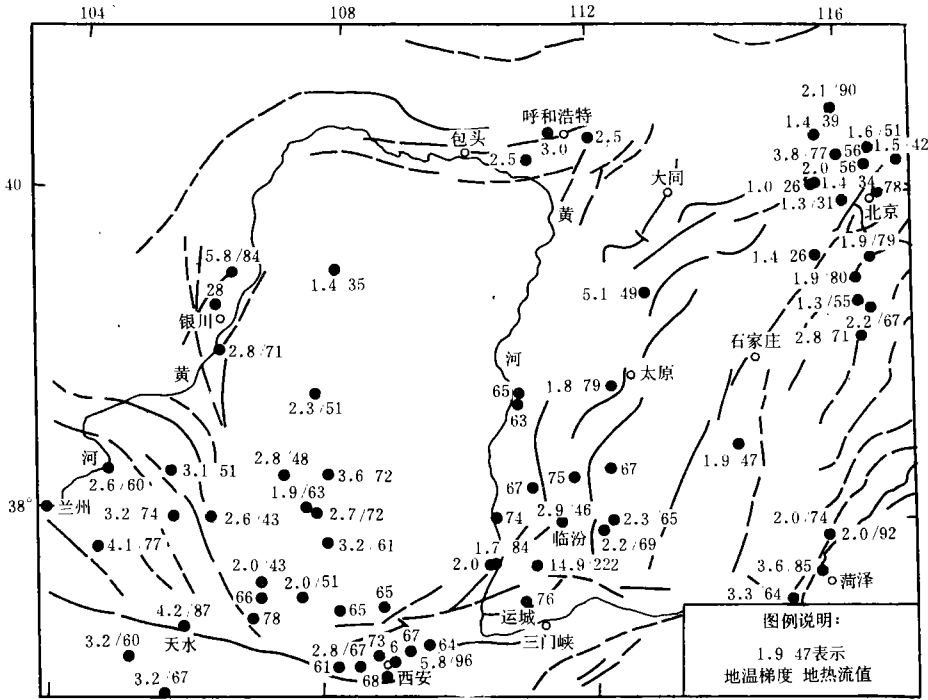 104 108 112 116
2.1/90
呼和浩特
1.4 39
包头
1.6/51
3.0 2.5
1.5 42
3.8/77 56
2.5
2.0 56
大同
40
1.0 26 1.4 34 78
1.3/31
北京
黄
1.9/79
5.8/84
1.4 26
1.4 35
1.9/80
28
5.1 49
1.3/55
银川
2.2/67
石家庄
2.8 71
2.8/71
河
黄
太原
65 1.8 79
2.3/51
63
1.9 47
河
2.8/48
3.1 51 3.6 72
67
75
2.6/60
1.9/63
67
38°
兰州
2.9/46
2.0/74
3.2 74 2.6/43 2.7/72
74 2.3/65
2.0/92
临汾
4.1/77
3.2/61
2.2/69
1.7 84
3.6/85
2.0/43
2.0 14.9 222
菏泽
2.0/51
66
76
3.3 64
65 65
4.2/87 78
运城
图例说明:
天水
三门峡
67
73 6 64
1.9 47表示
3.2/60
2.8/67
5.8/96
地温梯度 地热流值
61
68 西安
3.2/67